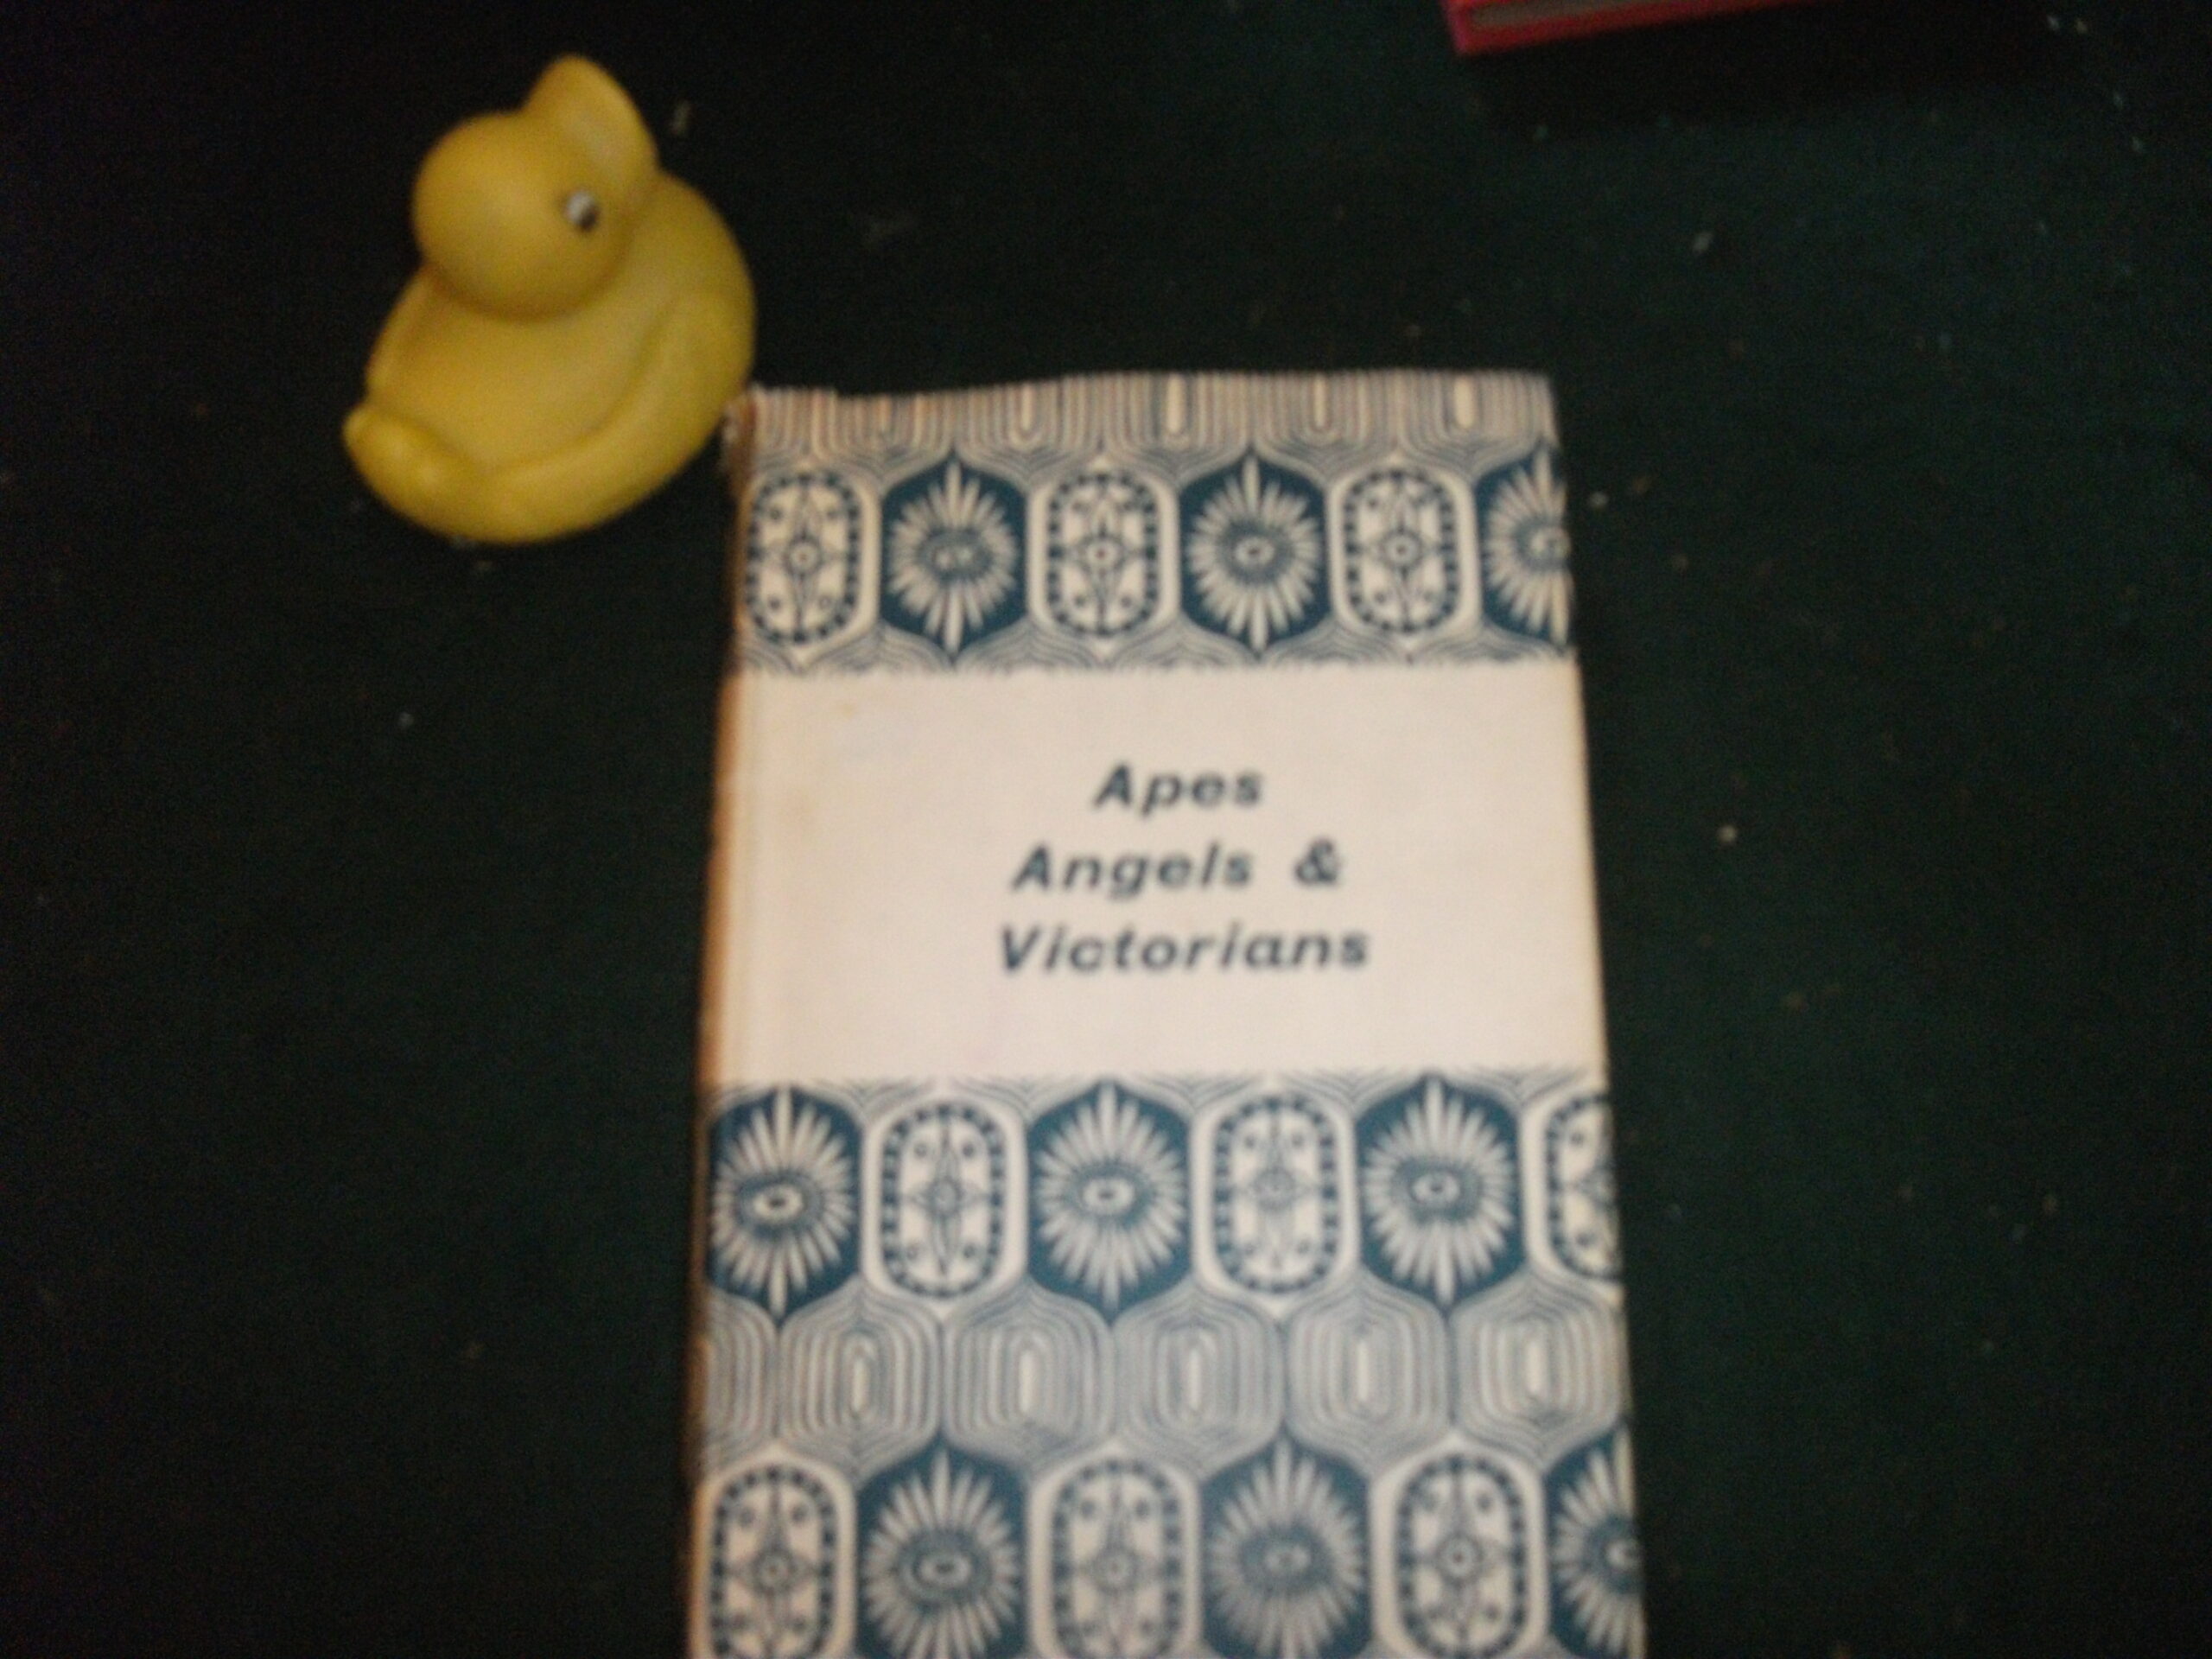 Apes
Angels &
Victorians